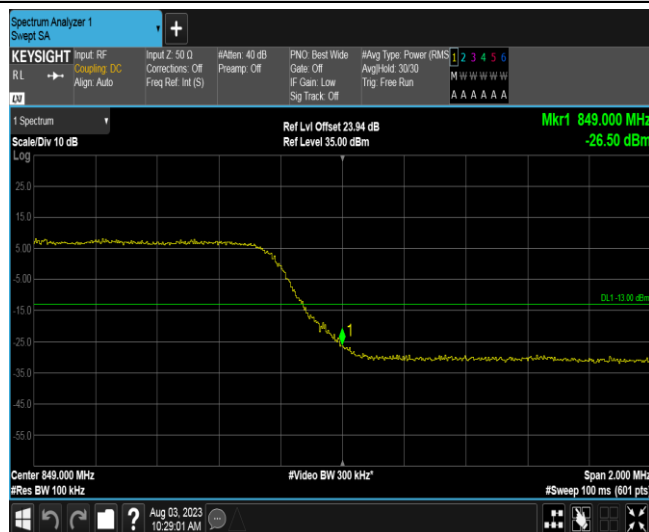 Spectrum Analyzer 1
Swept SA
KEYSIGHT
RL
LXI
Input: RF
Coupling: DC
Align: Auto
Input Z: 50 Ω
Corrections: Off
Freq Ref: Int (S)
#Atten: 40 dB
Preamp: Off
PNO: Best Wide
Gate: Off
IF Gain: Low
Sig Track: Off
#Avg Type: Power (RMS
Avg|Hold: 30/30
Trig: Free Run
1 2 3 4 5 6
M W W W W W
A A A A A A
1 Spectrum
Scale/Div 10 dB
Log
Ref Lvl Offset 23.94 dB
Ref Level 35.00 dBm
Mkr1 849.000 MHz
-26.50 dBm
25.0
15.0
5.00
-5.00
-15.0
-25.0
-35.0
-45.0
-55.0
DL1 -13.00 dBm
1
Center 849.000 MHz
#Res BW 100 kHz
#Video BW 300 kHz*
Span 2.000 MHz
#Sweep 100 ms (601 pts)
?
Aug 03, 2023
10:29:01 AM